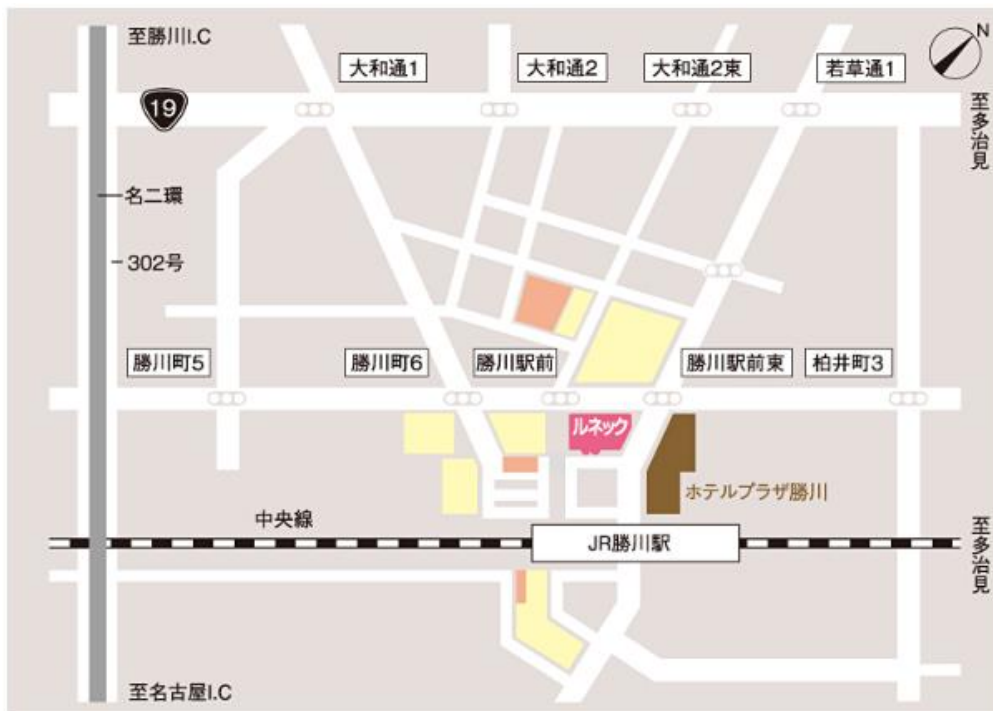 至勝川I.C
N
大和通1
大和通2
大和通2東
若草通1
19
至多治見
名二環
302号
勝川町5
勝川町6
勝川駅前
勝川駅前東
柏井町3
ルネック
ホテルプラザ勝川
中央線
JR勝川駅
至多治見
至名古屋I.C